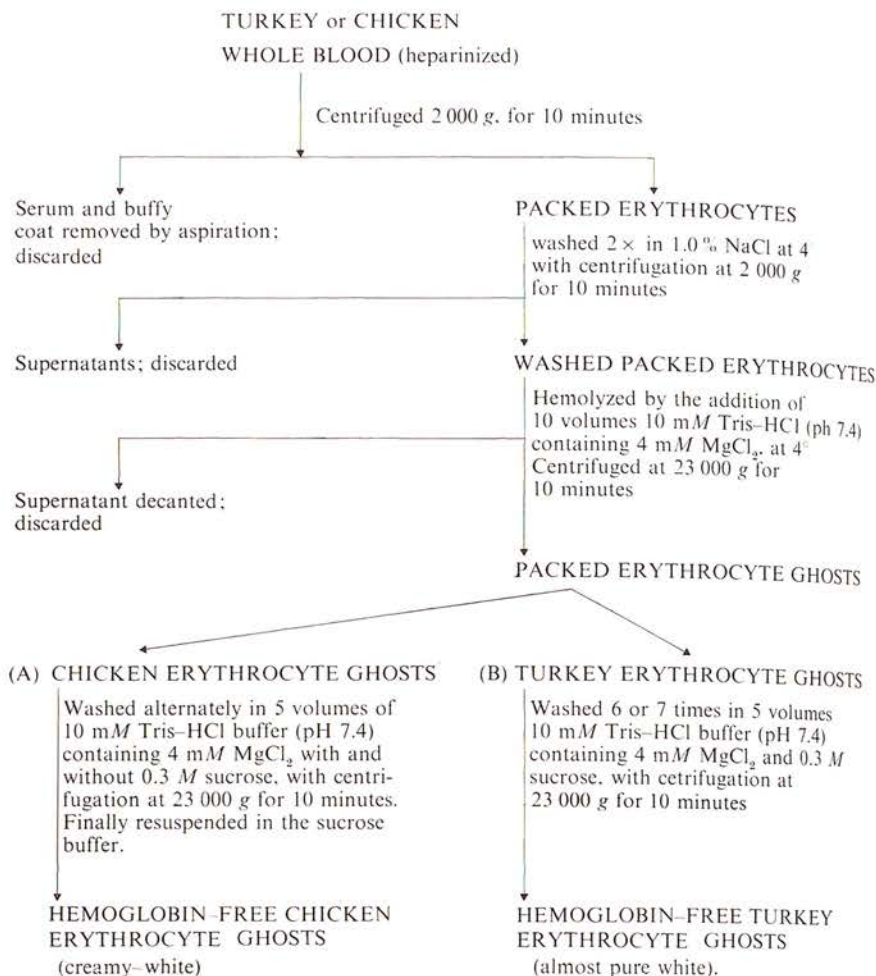 TURKEY or CHICKEN
WHOLE BLOOD (heparinized)
Centrifuged 2 000 g. for 10 minutes
Serum and buffy
coat removed by aspiration;
discarded
PACKED ERYTHROCYTES
washed 2× in 1.0% NaCl at 4
with centrifugation at 2 000 g
for 10 minutes
Supernatants; discarded
WASHED PACKED ERYTHROCYTES
Hemolyzed by the addition of
10 volumes 10 mM Tris–HCl (ph 7.4)
containing 4 mM MgCl₂. at 4°
Centrifuged at 23 000 g for
10 minutes
Supernatant decanted;
discarded
PACKED ERYTHROCYTE GHOSTS
(A) CHICKEN ERYTHROCYTE GHOSTS
Washed alternately in 5 volumes of
10 mM Tris–HCl buffer (pH 7.4)
containing 4 mM MgCl₂ with and
without 0.3 M sucrose, with centri-
fugation at 23 000 g for 10 minutes.
Finally resuspended in the sucrose
buffer.
HEMOGLOBIN–FREE CHICKEN
ERYTHROCYTE GHOSTS
(creamy–white)
(B) TURKEY ERYTHROCYTE GHOSTS
Washed 6 or 7 times in 5 volumes
10 mM Tris–HCl buffer (pH 7.4)
containing 4 mM MgCl₂ and 0.3 M
sucrose, with cetrifugation at
23 000 g for 10 minutes
HEMOGLOBIN–FREE TURKEY
ERYTHROCYTE GHOSTS
(almost pure white).